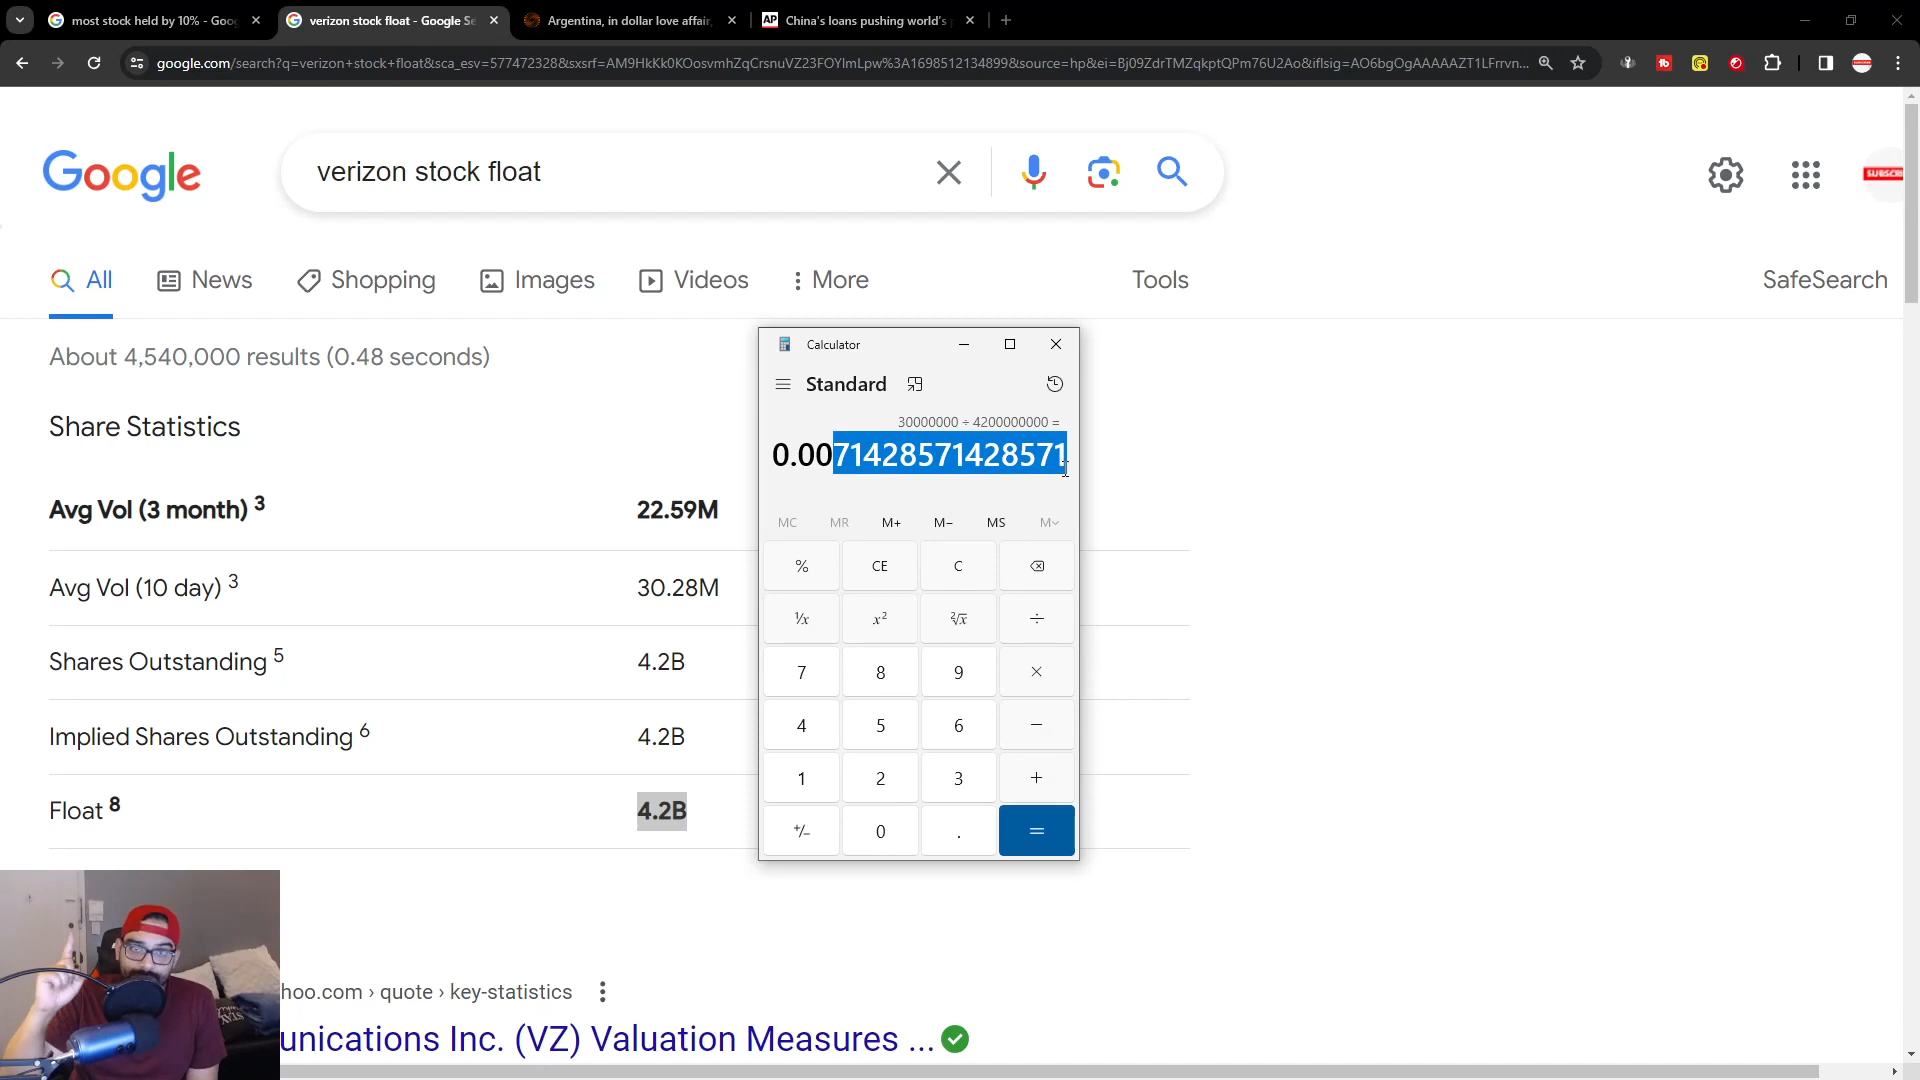 most stock held by 10% - Goog
verizon stock float - Google Se
Argentina, in dollar love affair,
AP China's loans pushing world's p
google.com/search?q=verizon+stock+float&sca_esv=577472328&sxsrf=AM9HkKk0KOosvmhZqCrsnuVZ23FOYlmLpw%3A1698512134899&source=hp&ei=Bj09ZdrTMZqkptQPm76U2Ao&iflsig=AO6bgOgAAAAAZT1LFrrvn...
Google
verizon stock float
SUBSCRI
All
News
Shopping
Images
Videos
More
Tools
SafeSearch
About 4,540,000 results (0.48 seconds)
Share Statistics
Avg Vol (3 month) 3 22.59M
Avg Vol (10 day) 3 30.28M
Shares Outstanding 5 4.2B
Implied Shares Outstanding 6 4.2B
Float 8 4.2B
Calculator
Standard
30000000 ÷ 4200000000 =
0.0071428571428571
MC MR M+ M− MS M
% CE C
1/x x² ²√x ÷
7 8 9 ×
4 5 6 −
1 2 3 +
+/− 0 . =
hoo.com › quote › key-statistics
unications Inc. (VZ) Valuation Measures ...